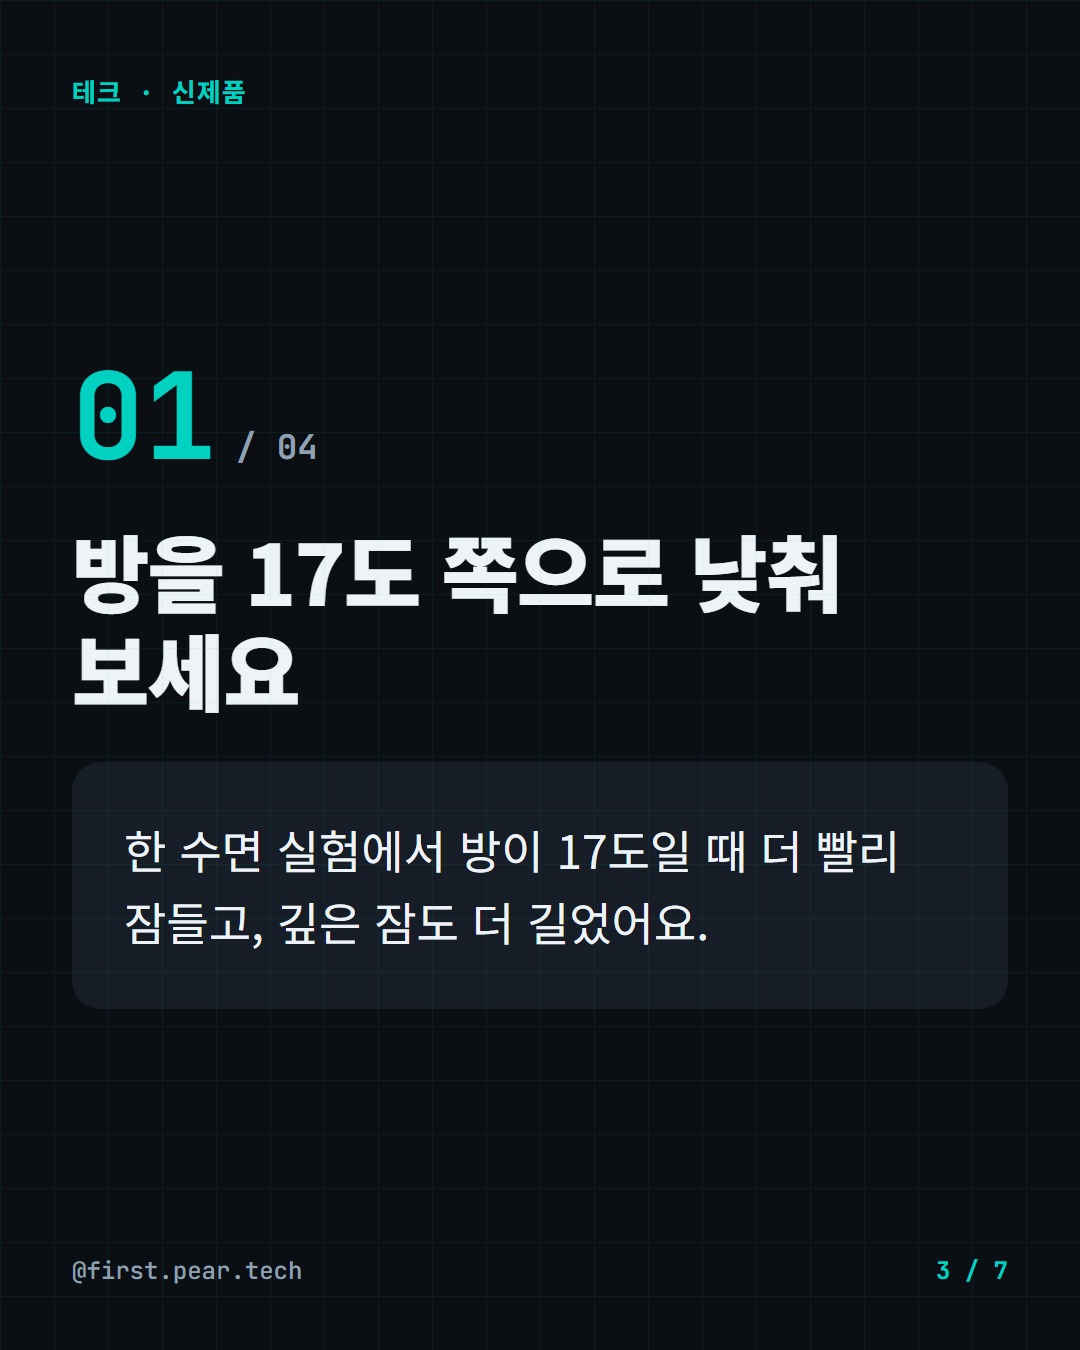 테크 · 신제품
01 / 04
방을 17도 쪽으로 낮춰
보세요
한 수면 실험에서 방이 17도일 때 더 빨리
잠들고, 깊은 잠도 더 길었어요.
@first.pear.tech
3 / 7